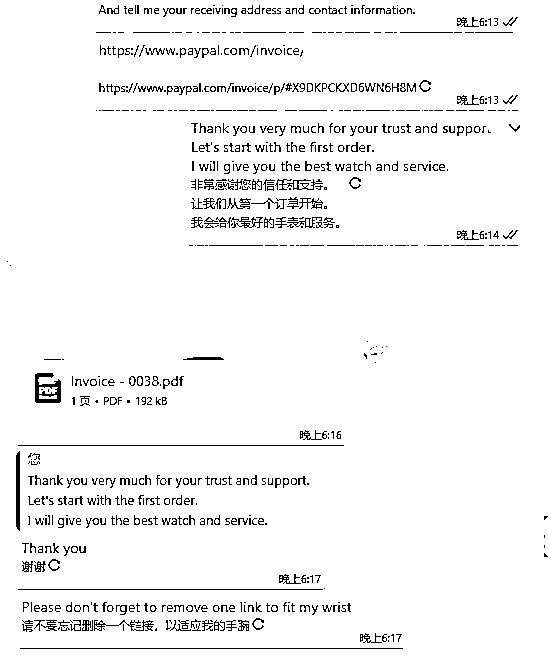 And tell me your receiving address and contact information.
晚上6:13
https://www.paypal.com/invoice/
https://www.paypal.com/invoice/p/#X9DKPCKXD6WN6H8M
晚上6:13
Thank you very much for your trust and support.
Let's start with the first order.
I will give you the best watch and service.
非常感谢您的信任和支持。
让我们从第一个订单开始。
我会给你最好的手表和服务。
晚上6:14
PDF
Invoice - 0038.pdf
1 页 • PDF • 192 kB
晚上6:16
您
Thank you very much for your trust and support.
Let's start with the first order.
I will give you the best watch and service.
Thank you
谢谢
晚上6:17
Please don't forget to remove one link to fit my wrist
请不要忘记删除一个链接，以适应我的手腕
晚上6:17